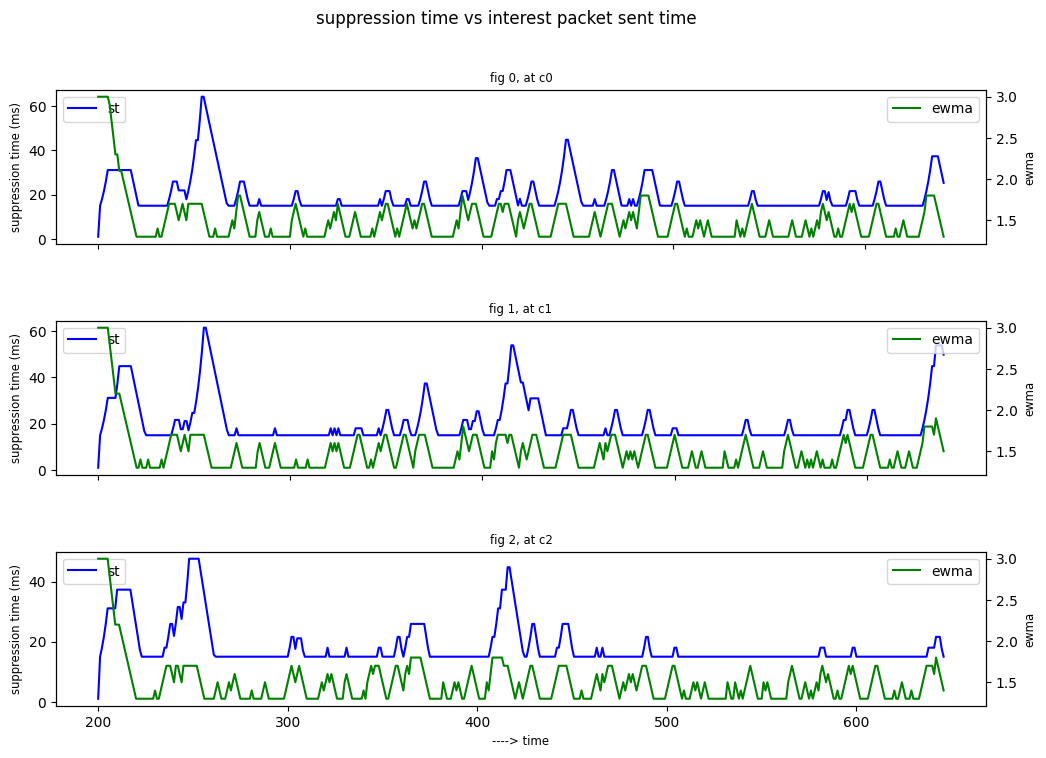 suppression time vs interest packet sent time
fig 0, at c0
suppression time (ms)
60
40
20
0
st
ewma
3.0
2.5
2.0
1.5
ewma
fig 1, at c1
suppression time (ms)
60
40
20
0
st
ewma
3.0
2.5
2.0
1.5
ewma
fig 2, at c2
suppression time (ms)
40
20
0
st
ewma
3.0
2.5
2.0
1.5
ewma
200 300 400 500 600
----> time